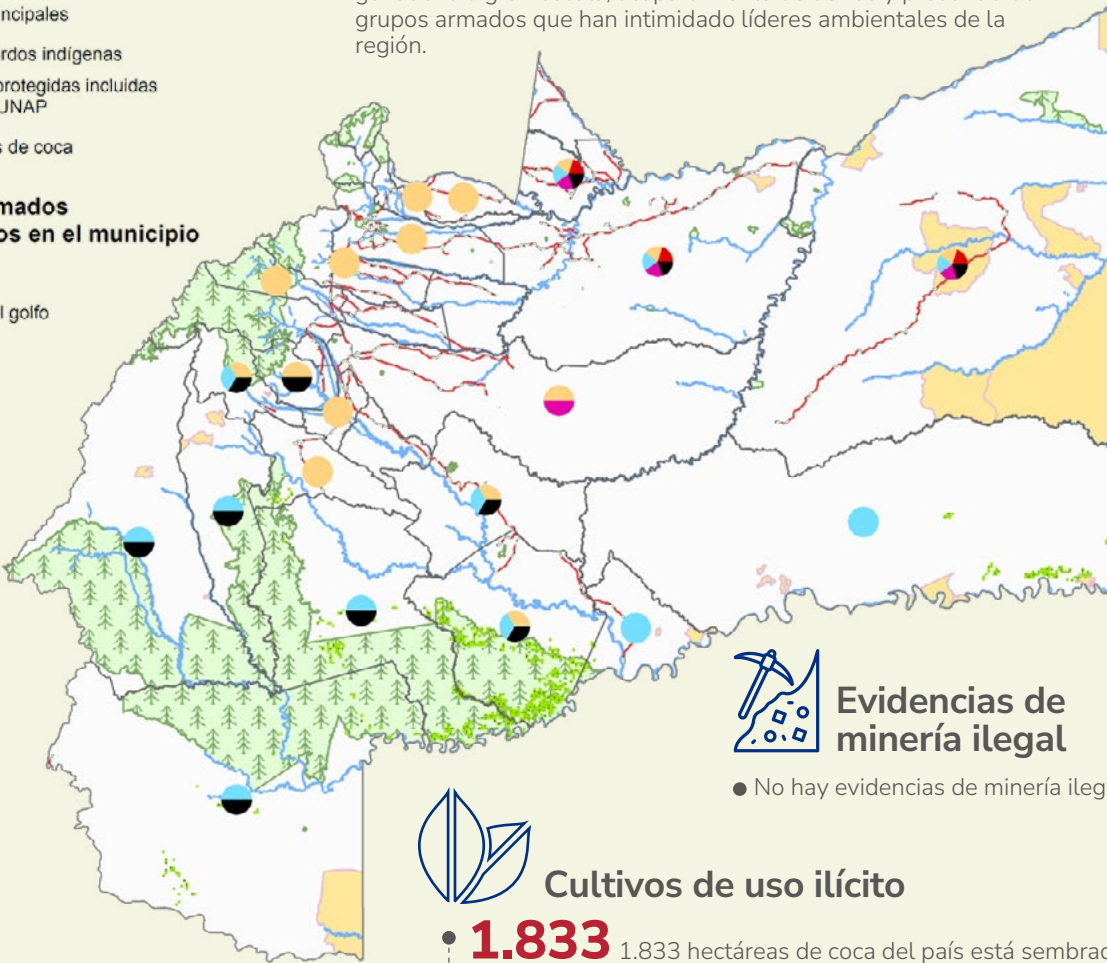 grupos armados que han intimidado líderes ambientales de la
región.
ncipales
rdos indígenas
protegidas incluidas
UNAP
s de coca
mados
os en el municipio
l golfo
Evidencias de
minería ilegal
● No hay evidencias de minería ileg
Cultivos de uso ilícito
● 1.833 1.833 hectáreas de coca del país está sembrad